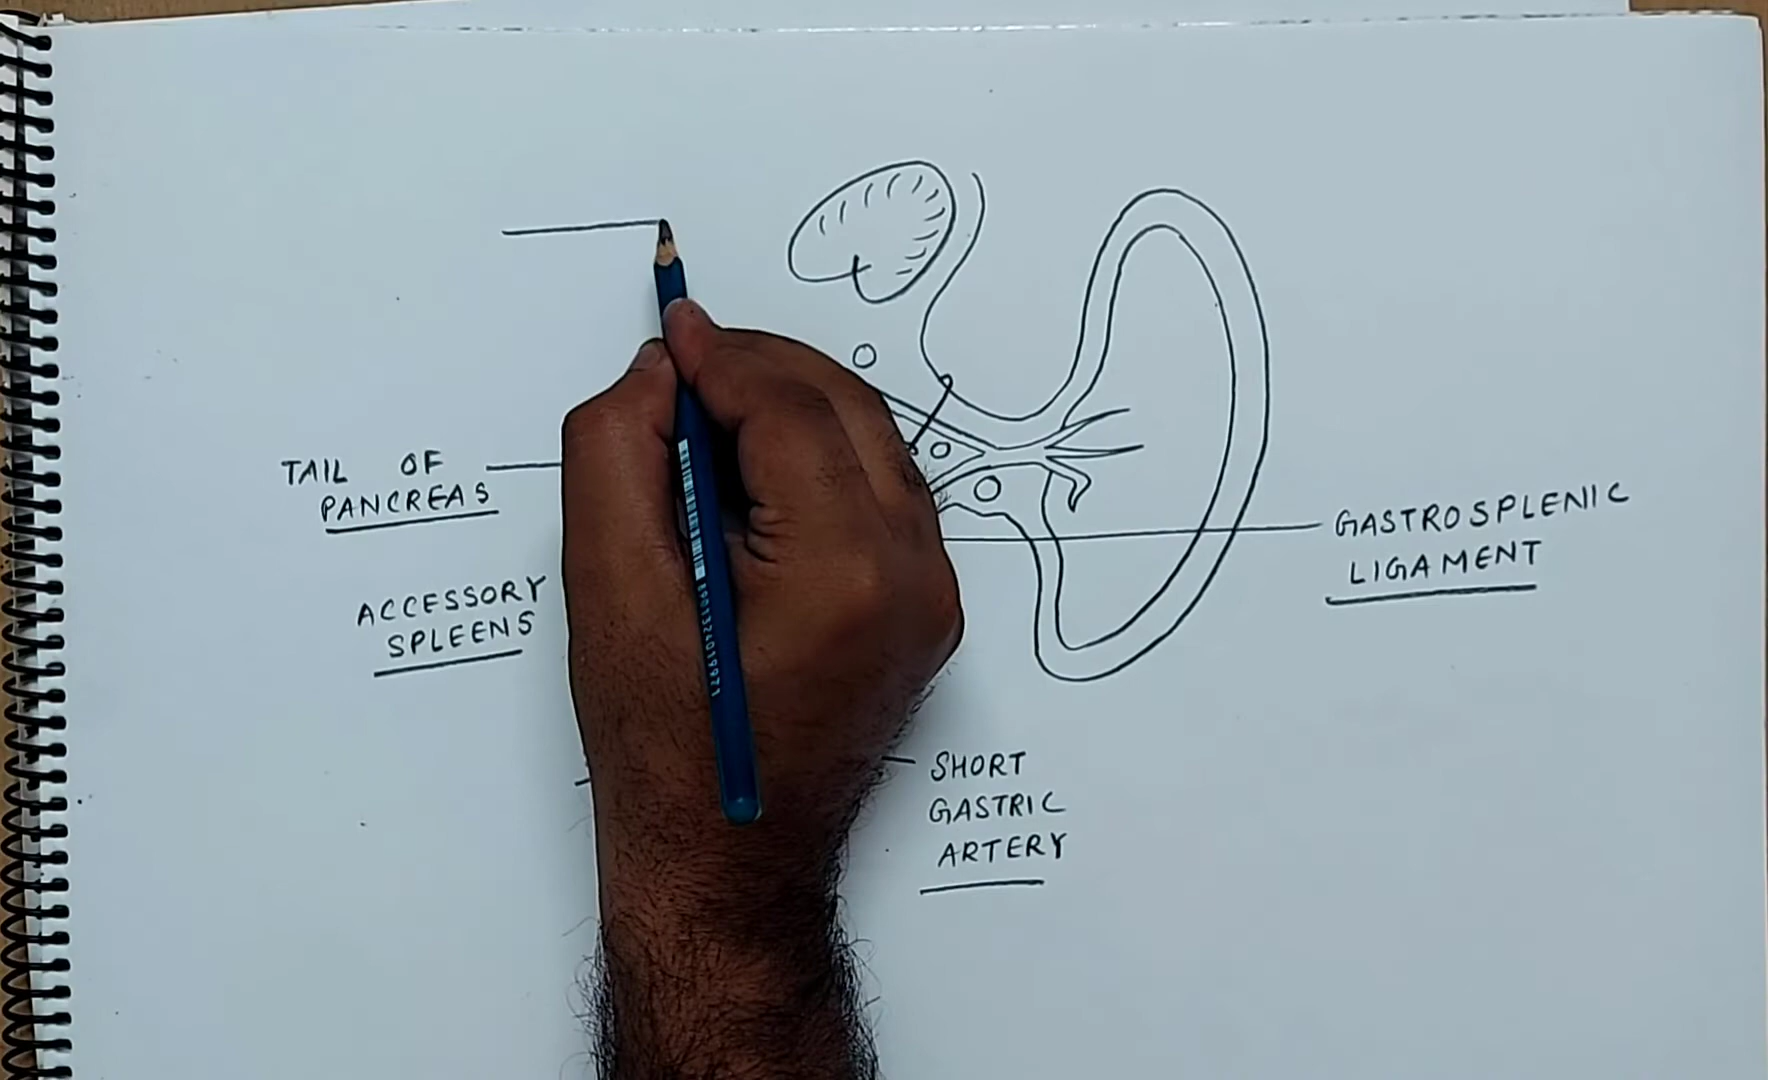 TAIL OF
PANCREAS
ACCESSORY
SPLEENS
GASTROSPLENIC
LIGAMENT
SHORT
GASTRIC
ARTERY